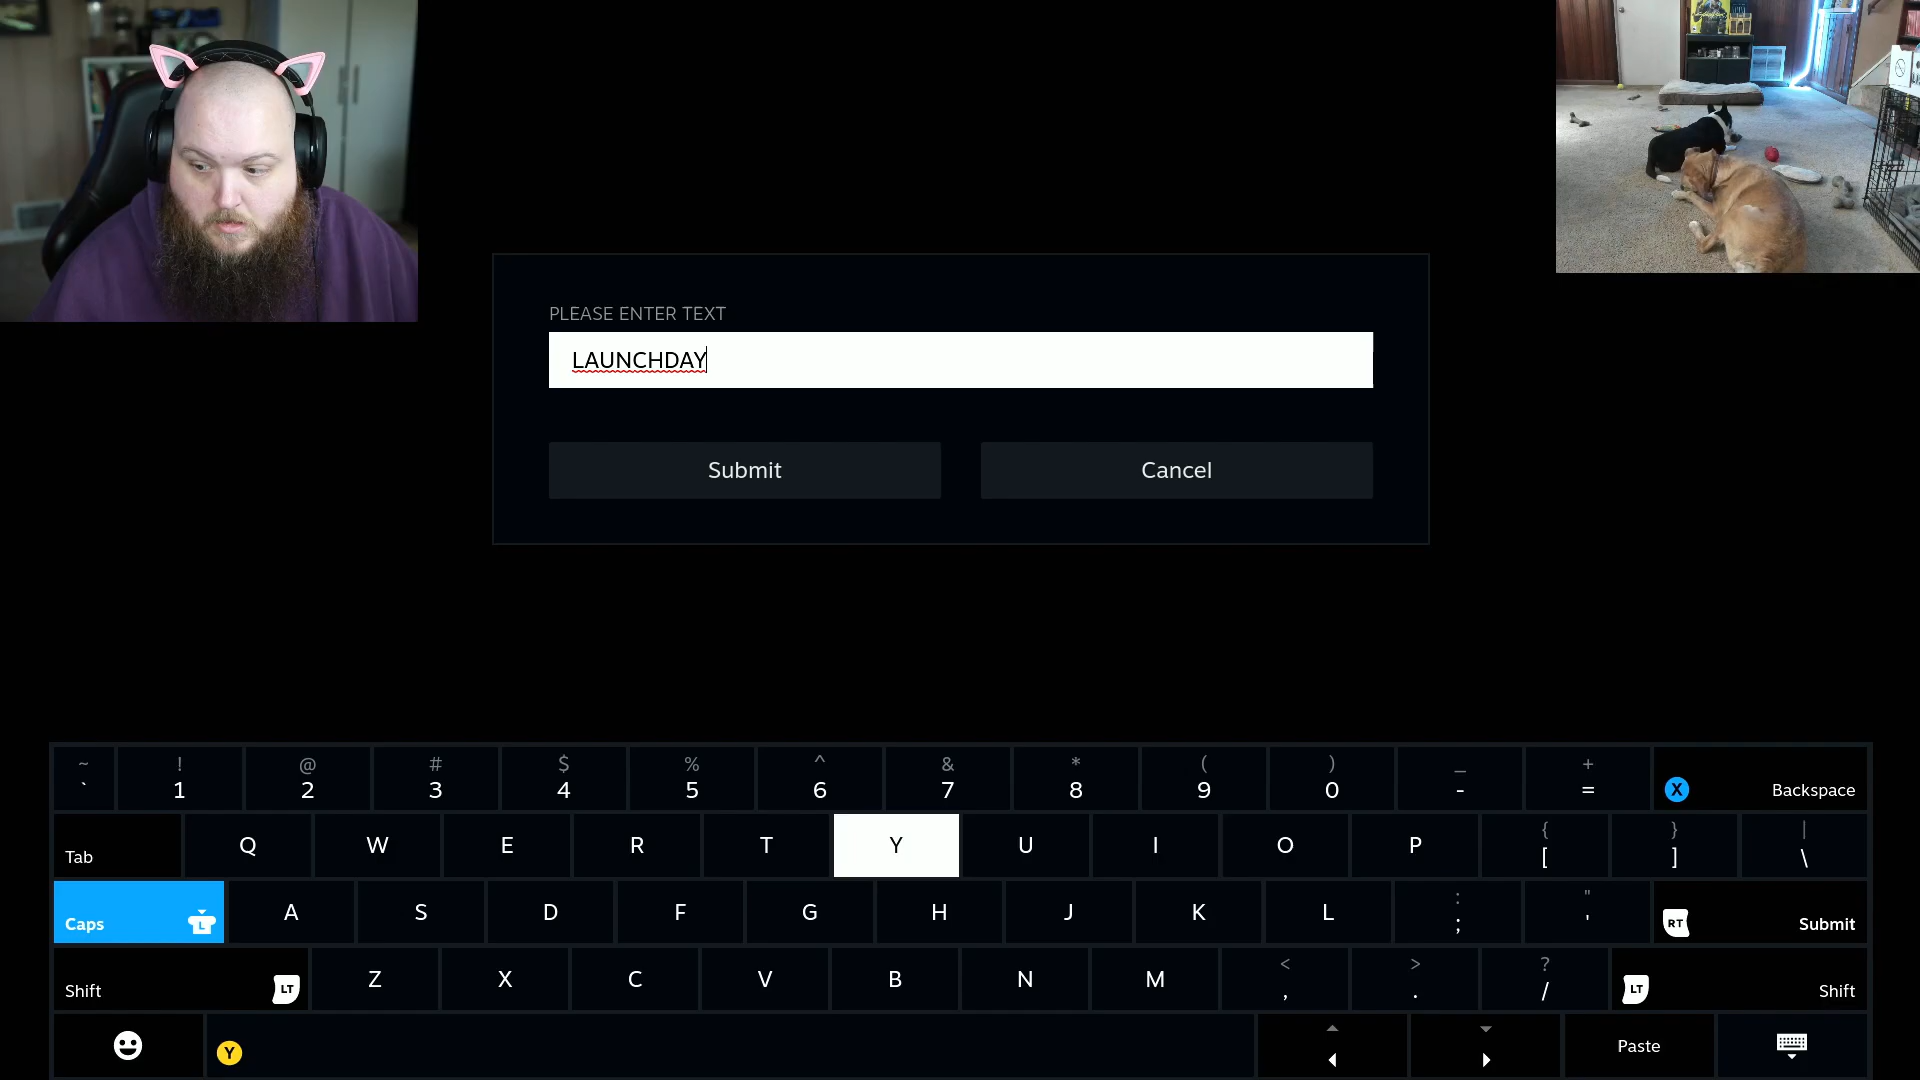 PLEASE ENTER TEXT
LAUNCHDAY
Submit Cancel
~ ! @ # $ % ^ & * ( ) _ +
` 1 2 3 4 5 6 7 8 9 0 - = X Backspace
Tab Q W E R T Y U I O P { [ } ] | \
Caps L A S D F G H J K L : ; " ' RT Submit
Shift LT Z X C V B N M < , > . ? / LT Shift
Y Paste